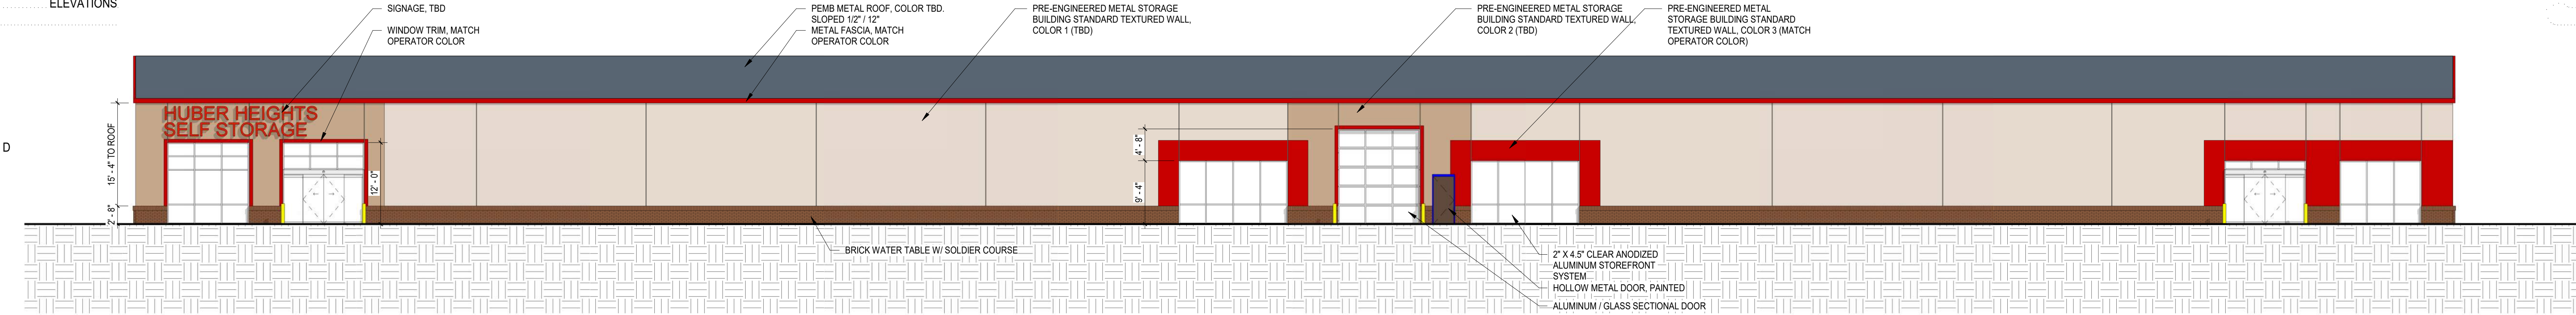 ELEVATIONS
SIGNAGE, TBD
WINDOW TRIM, MATCH
OPERATOR COLOR
PEMB METAL ROOF, COLOR TBD.
SLOPED 1/2" / 12"
METAL FASCIA, MATCH
OPERATOR COLOR
PRE-ENGINEERED METAL STORAGE
BUILDING STANDARD TEXTURED WALL,
COLOR 1 (TBD)
PRE-ENGINEERED METAL STORAGE
BUILDING STANDARD TEXTURED WALL,
COLOR 2 (TBD)
PRE-ENGINEERED METAL
STORAGE BUILDING STANDARD
TEXTURED WALL, COLOR 3 (MATCH
OPERATOR COLOR)
D
15' - 4" TO ROOF
2' - 8"
HUBER HEIGHTS
SELF STORAGE
12' - 0"
4' - 8"
9' - 4"
BRICK WATER TABLE W/ SOLDIER COURSE
2" X 4.5" CLEAR ANODIZED
ALUMINUM STOREFRONT
SYSTEM
HOLLOW METAL DOOR, PAINTED
ALUMINUM / GLASS SECTIONAL DOOR